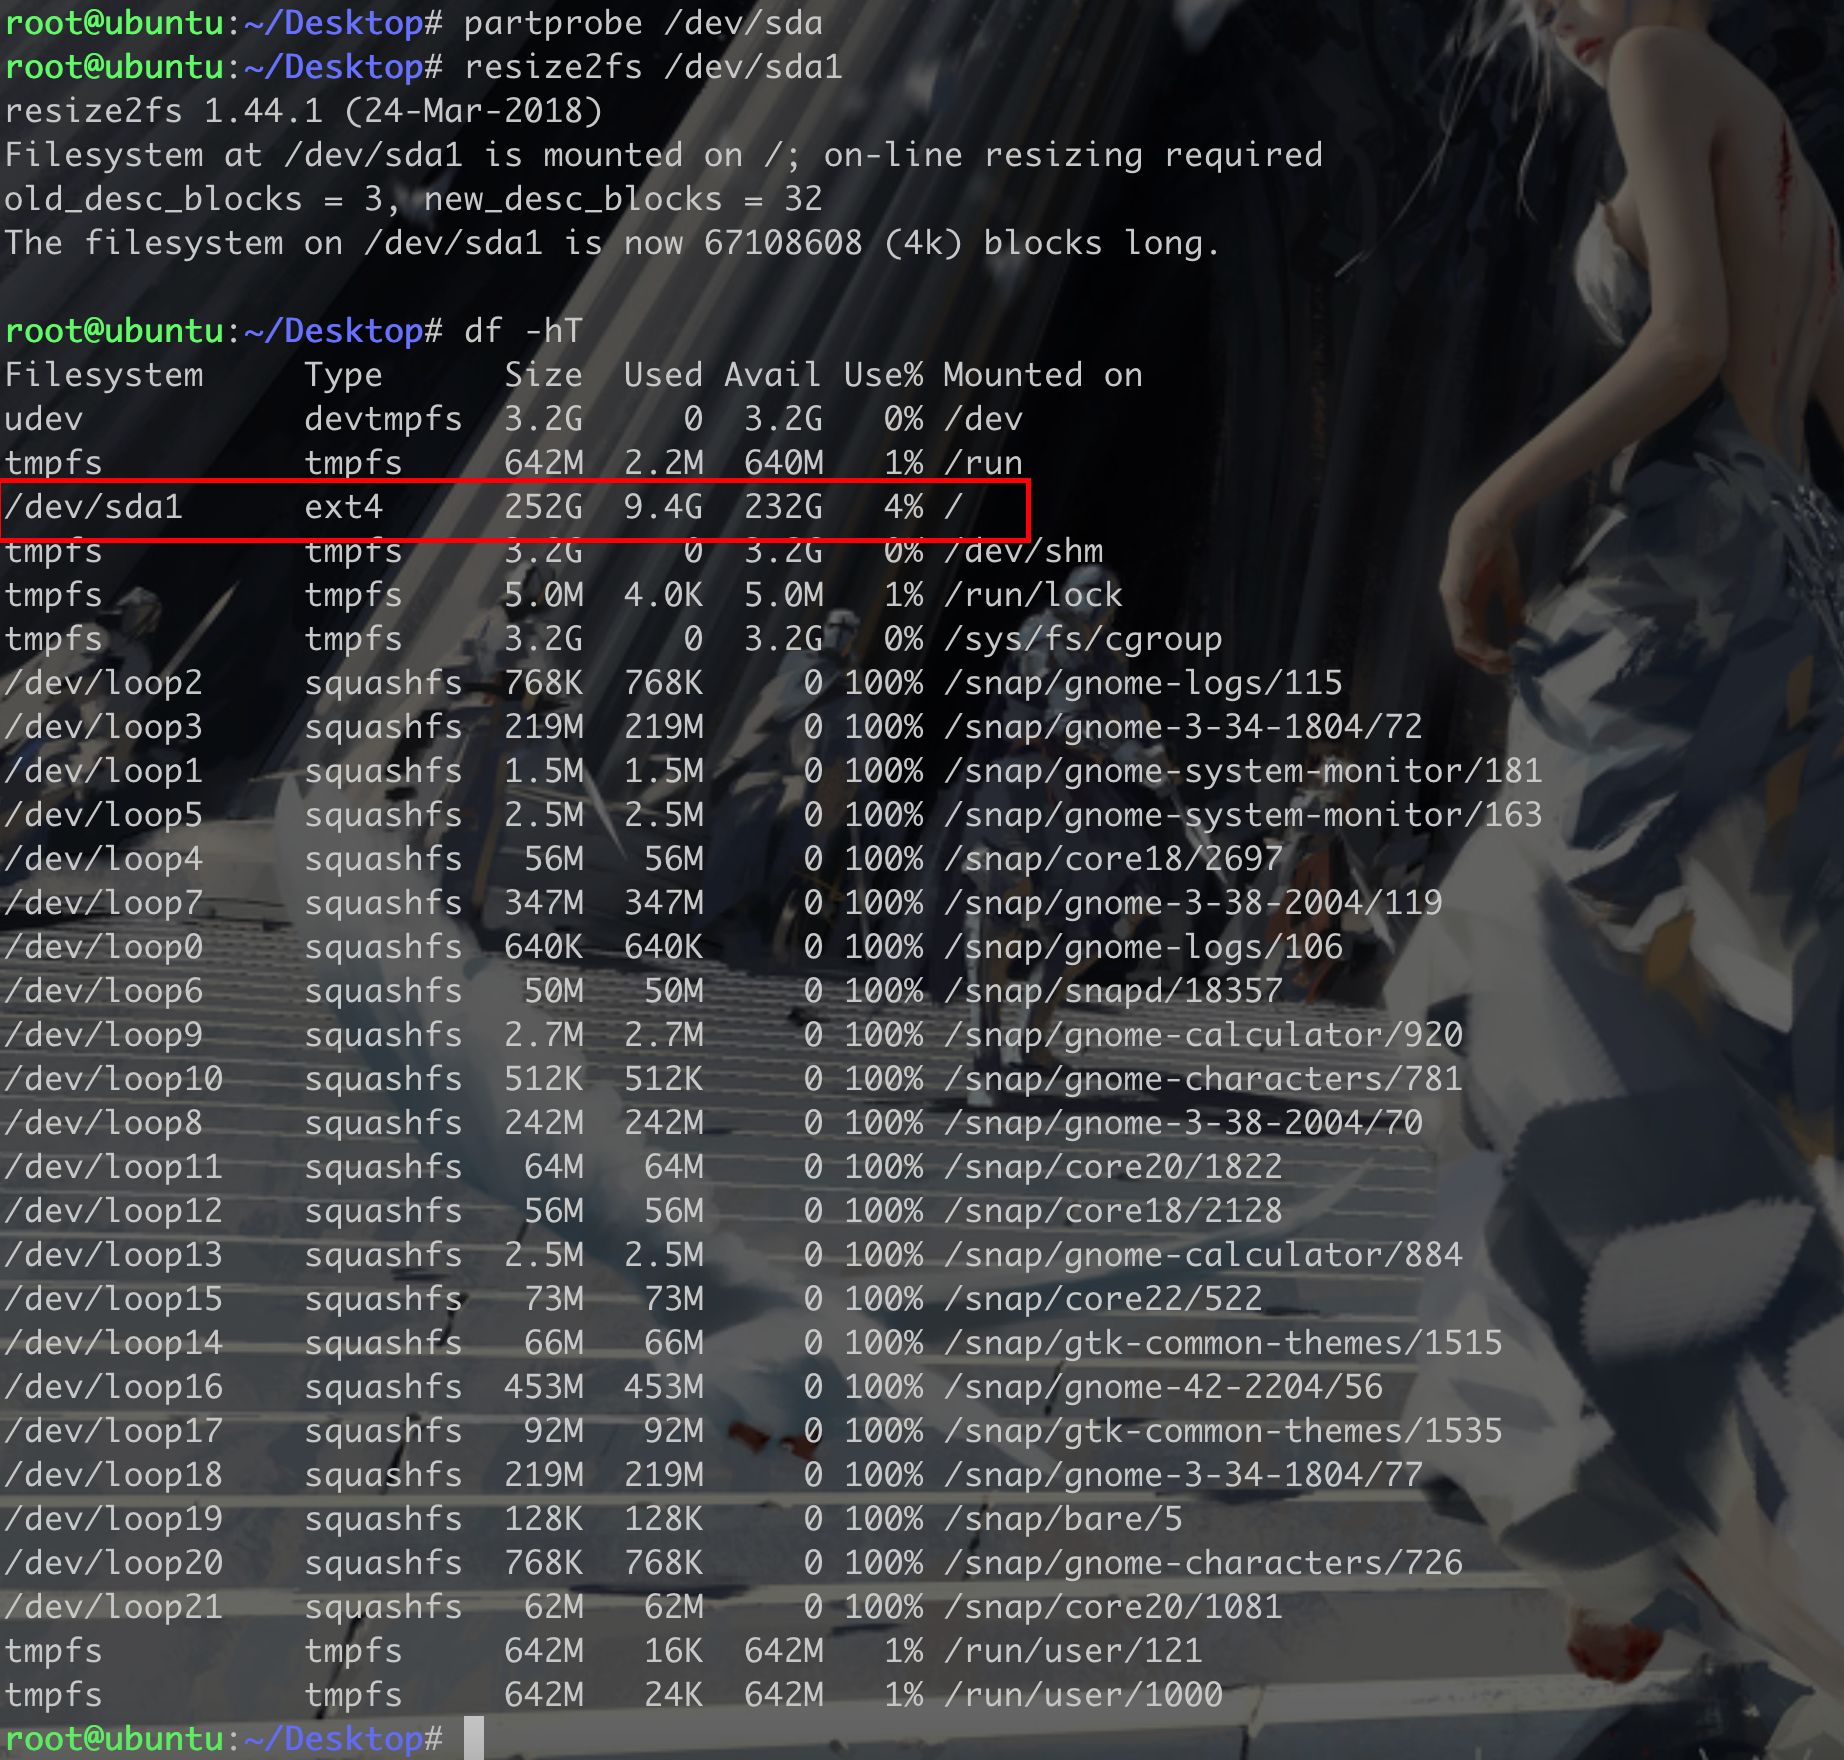 root@ubuntu:~/Desktop# partprobe /dev/sda
root@ubuntu:~/Desktop# resize2fs /dev/sda1
resize2fs 1.44.1 (24-Mar-2018)
Filesystem at /dev/sda1 is mounted on /; on-line resizing required
old_desc_blocks = 3, new_desc_blocks = 32
The filesystem on /dev/sda1 is now 67108608 (4k) blocks long.
root@ubuntu:~/Desktop# df -hT
Filesystem     Type      Size  Used Avail Use% Mounted on
udev           devtmpfs  3.2G     0  3.2G   0% /dev
tmpfs          tmpfs     642M  2.2M  640M   1% /run
/dev/sda1      ext4      252G  9.4G  232G   4% /
tmpfs          tmpfs     3.2G     0  3.2G   0% /dev/shm
tmpfs          tmpfs     5.0M  4.0K  5.0M   1% /run/lock
tmpfs          tmpfs     3.2G     0  3.2G   0% /sys/fs/cgroup
/dev/loop2     squashfs  768K  768K     0 100% /snap/gnome-logs/115
/dev/loop3     squashfs  219M  219M     0 100% /snap/gnome-3-34-1804/72
/dev/loop1     squashfs  1.5M  1.5M     0 100% /snap/gnome-system-monitor/181
/dev/loop5     squashfs  2.5M  2.5M     0 100% /snap/gnome-system-monitor/163
/dev/loop4     squashfs   56M   56M     0 100% /snap/core18/2697
/dev/loop7     squashfs  347M  347M     0 100% /snap/gnome-3-38-2004/119
/dev/loop0     squashfs  640K  640K     0 100% /snap/gnome-logs/106
/dev/loop6     squashfs   50M   50M     0 100% /snap/snapd/18357
/dev/loop9     squashfs  2.7M  2.7M     0 100% /snap/gnome-calculator/920
/dev/loop10    squashfs  512K  512K     0 100% /snap/gnome-characters/781
/dev/loop8     squashfs  242M  242M     0 100% /snap/gnome-3-38-2004/70
/dev/loop11    squashfs   64M   64M     0 100% /snap/core20/1822
/dev/loop12    squashfs   56M   56M     0 100% /snap/core18/2128
/dev/loop13    squashfs  2.5M  2.5M     0 100% /snap/gnome-calculator/884
/dev/loop15    squashfs   73M   73M     0 100% /snap/core22/522
/dev/loop14    squashfs   66M   66M     0 100% /snap/gtk-common-themes/1515
/dev/loop16    squashfs  453M  453M     0 100% /snap/gnome-42-2204/56
/dev/loop17    squashfs   92M   92M     0 100% /snap/gtk-common-themes/1535
/dev/loop18    squashfs  219M  219M     0 100% /snap/gnome-3-34-1804/77
/dev/loop19    squashfs  128K  128K     0 100% /snap/bare/5
/dev/loop20    squashfs  768K  768K     0 100% /snap/gnome-characters/726
/dev/loop21    squashfs   62M   62M     0 100% /snap/core20/1081
tmpfs          tmpfs     642M   16K  642M   1% /run/user/121
tmpfs          tmpfs     642M   24K  642M   1% /run/user/1000
root@ubuntu:~/Desktop#